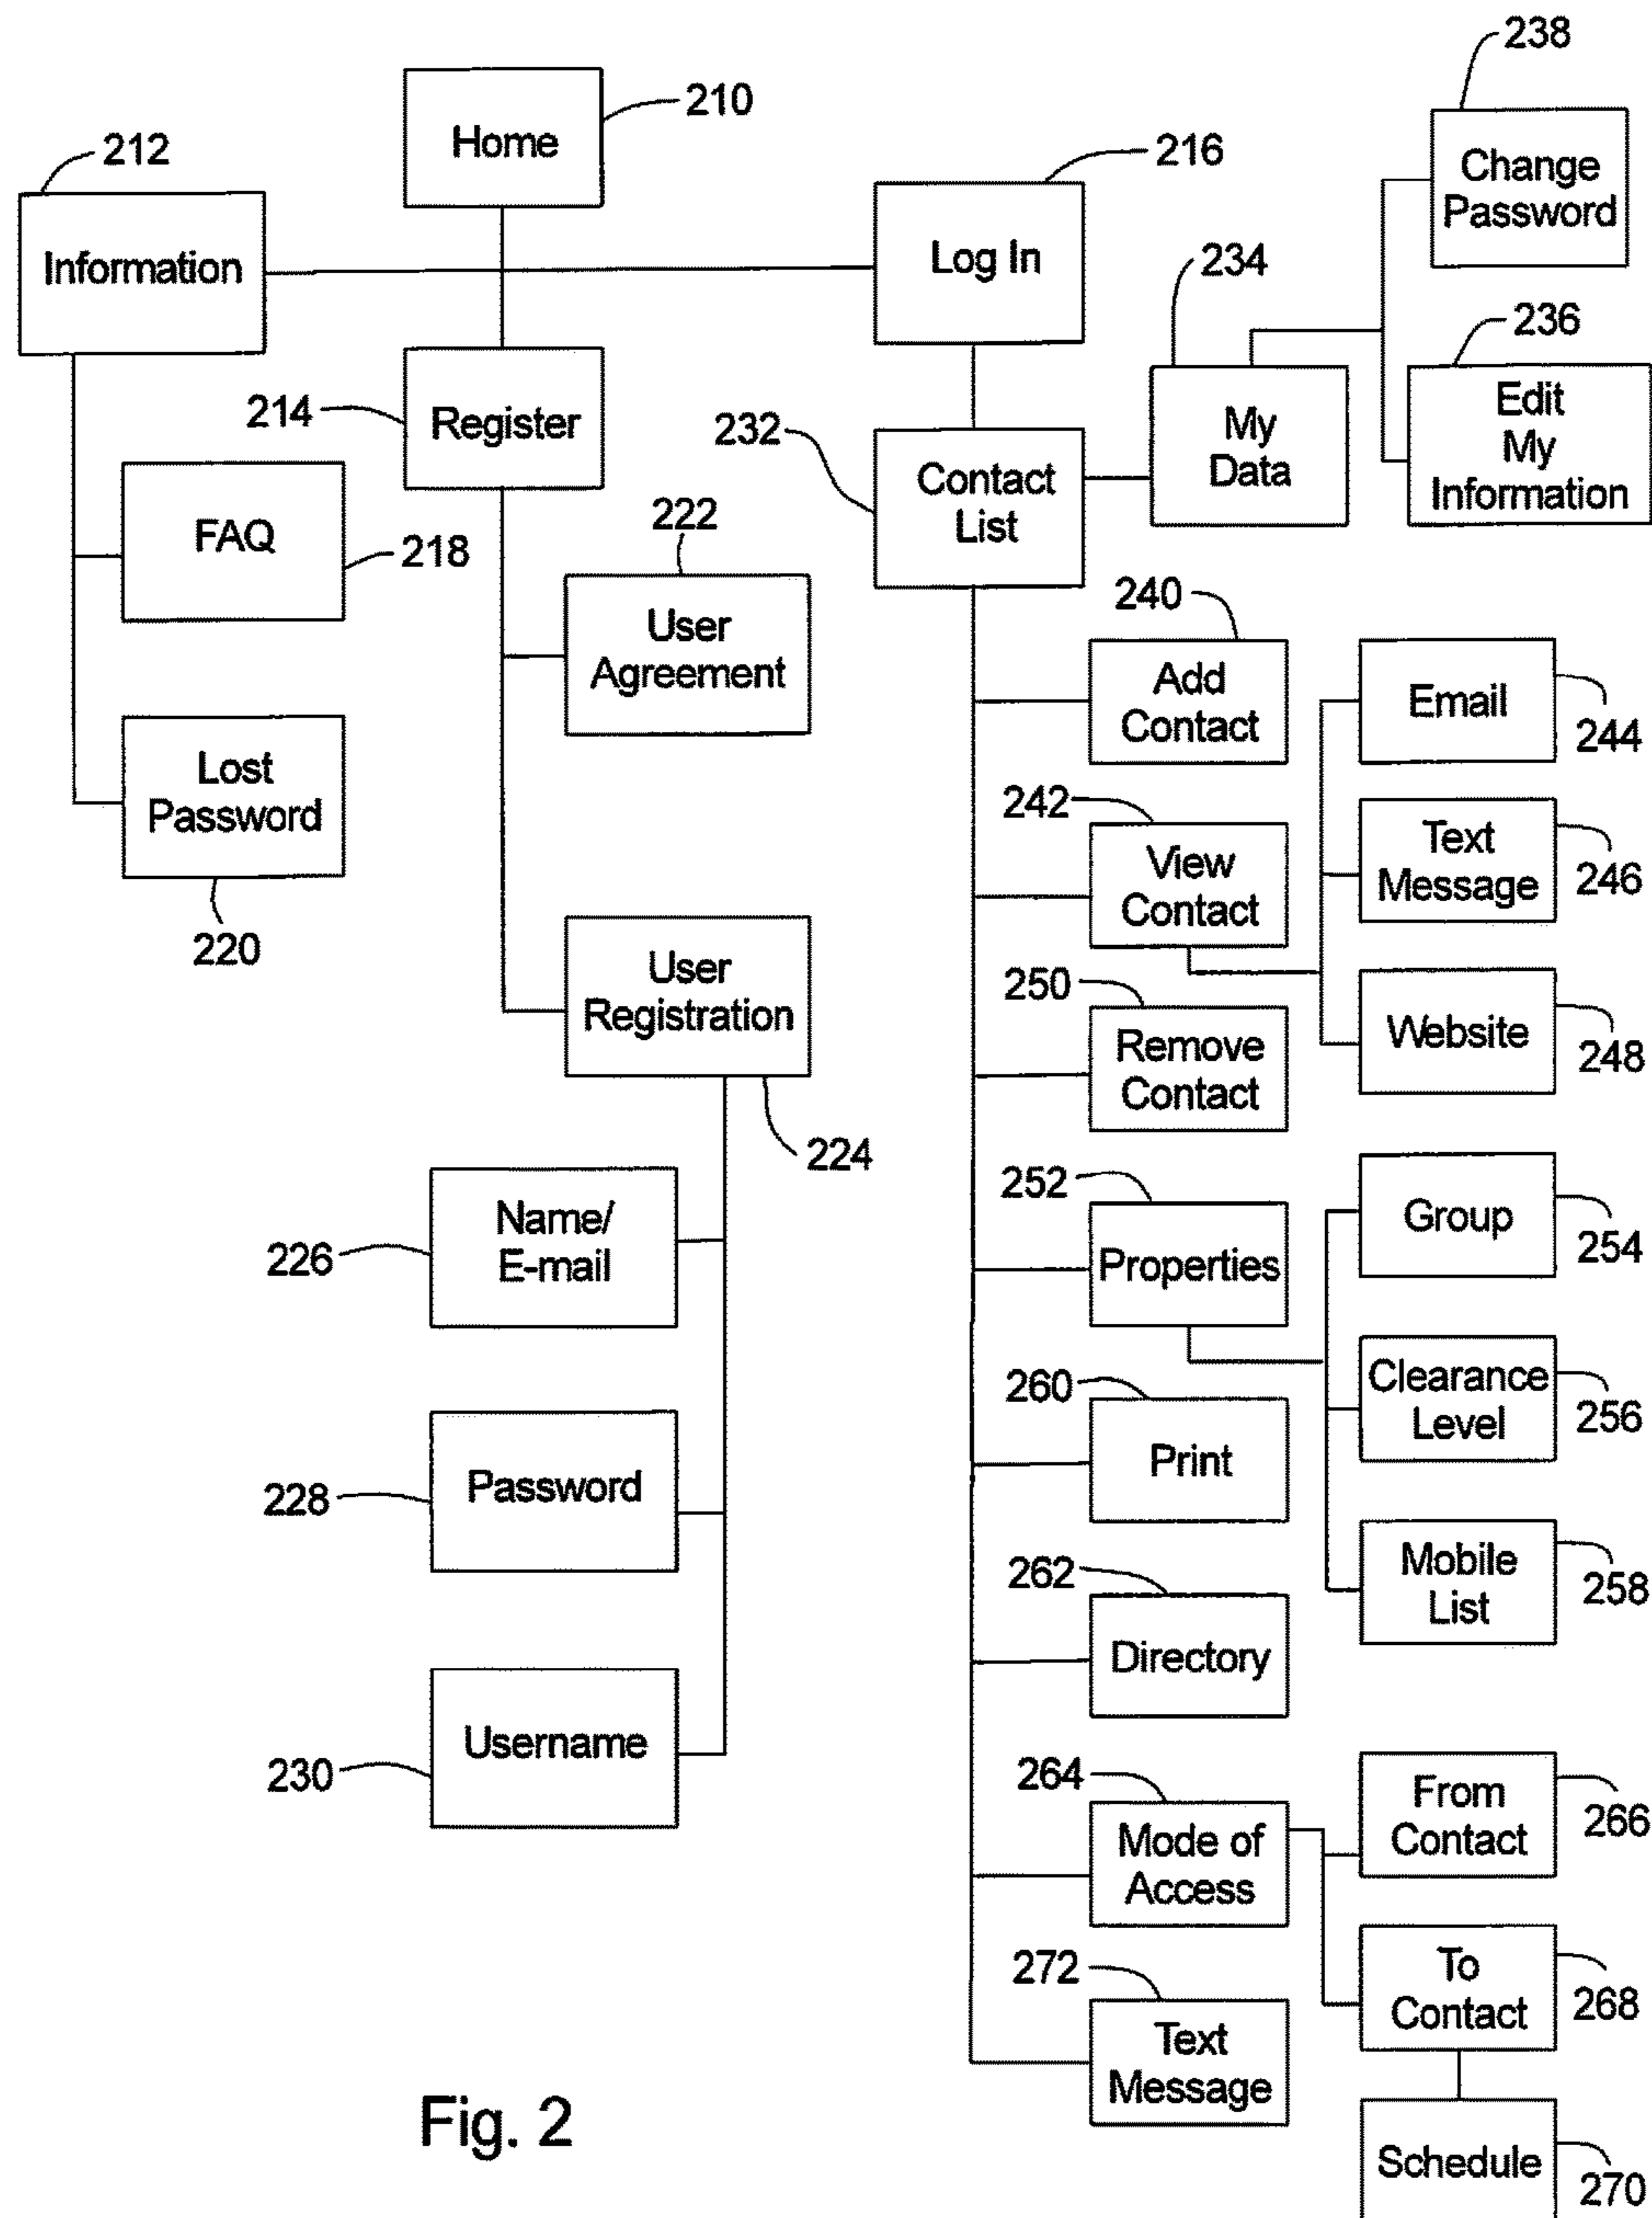 238
210
Home
212
216
Change
Password
Information
Log In
234
236
214
Register
232
Contact
List
My
Data
Edit
My
Information
FAQ
218
222
User
Agreement
240
Add
Contact
Email
244
Lost
Password
220
242
View
Contact
Text
Message
246
User
Registration
224
250
Remove
Contact
Website
248
226
Name/
E-mail
252
Properties
Group
254
228
Password
260
Print
Clearance
Level
256
262
Directory
Mobile
List
258
230
Username
264
Mode of
Access
From
Contact
266
272
Text
Message
To
Contact
268
Schedule
270
Fig. 2